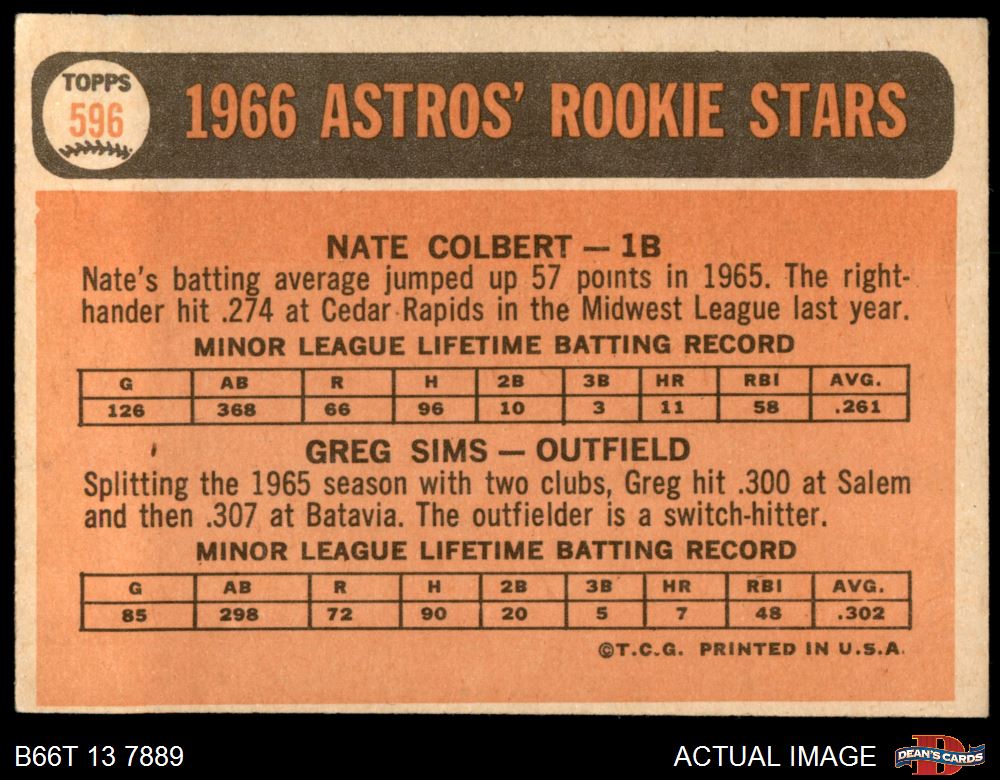 TOPPS
596
1966 ASTROS' ROOKIE STARS
NATE COLBERT — 1B
Nate's batting average jumped up 57 points in 1965. The right-
hander hit .274 at Cedar Rapids in the Midwest League last year.
MINOR LEAGUE LIFETIME BATTING RECORD
G AB R H 2B 3B HR RBI AVG.
126 368 66 96 10 3 11 58 .261
GREG SIMS — OUTFIELD
Splitting the 1965 season with two clubs, Greg hit .300 at Salem
and then .307 at Batavia. The outfielder is a switch-hitter.
MINOR LEAGUE LIFETIME BATTING RECORD
G AB R H 2B 3B HR RBI AVG.
85 298 72 90 20 5 7 48 .302
©T.C.G. PRINTED IN U.S.A.
B66T 13 7889
ACTUAL IMAGE
DEAN'S CARDS